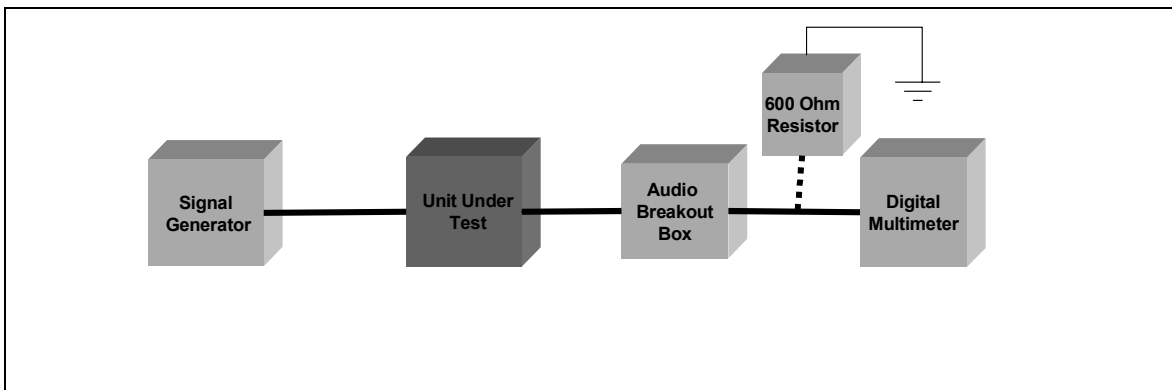 600 Ohm
Resistor
Signal
Generator
Unit Under
Test
Audio
Breakout
Box
Digital
Multimeter